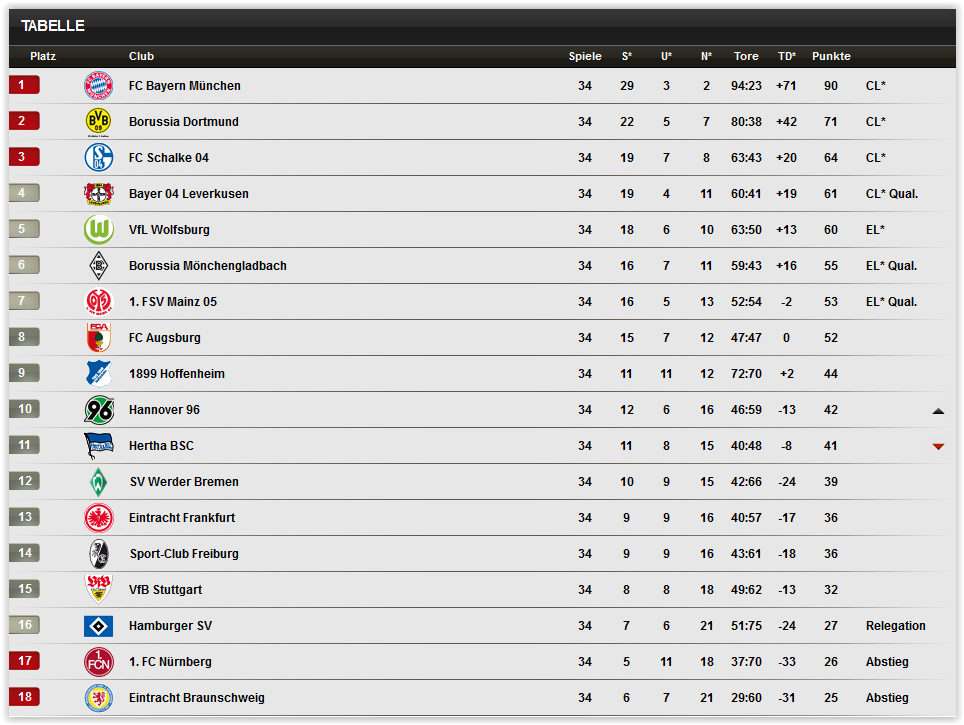 TABELLE
Platz Club Spiele S* U* N* Tore TD* Punkte
1 FC Bayern München 34 29 3 2 94:23 +71 90 CL*
2 Borussia Dortmund 34 22 5 7 80:38 +42 71 CL*
3 FC Schalke 04 34 19 7 8 63:43 +20 64 CL*
4 Bayer 04 Leverkusen 34 19 4 11 60:41 +19 61 CL* Qual.
5 VfL Wolfsburg 34 18 6 10 63:50 +13 60 EL*
6 Borussia Mönchengladbach 34 16 7 11 59:43 +16 55 EL* Qual.
7 1. FSV Mainz 05 34 16 5 13 52:54 -2 53 EL* Qual.
8 FC Augsburg 34 15 7 12 47:47 0 52
9 1899 Hoffenheim 34 11 11 12 72:70 +2 44
10 Hannover 96 34 12 6 16 46:59 -13 42
11 Hertha BSC 34 11 8 15 40:48 -8 41
12 SV Werder Bremen 34 10 9 15 42:66 -24 39
13 Eintracht Frankfurt 34 9 9 16 40:57 -17 36
14 Sport-Club Freiburg 34 9 9 16 43:61 -18 36
15 VfB Stuttgart 34 8 8 18 49:62 -13 32
16 Hamburger SV 34 7 6 21 51:75 -24 27 Relegation
17 1. FC Nürnberg 34 5 11 18 37:70 -33 26 Abstieg
18 Eintracht Braunschweig 34 6 7 21 29:60 -31 25 Abstieg